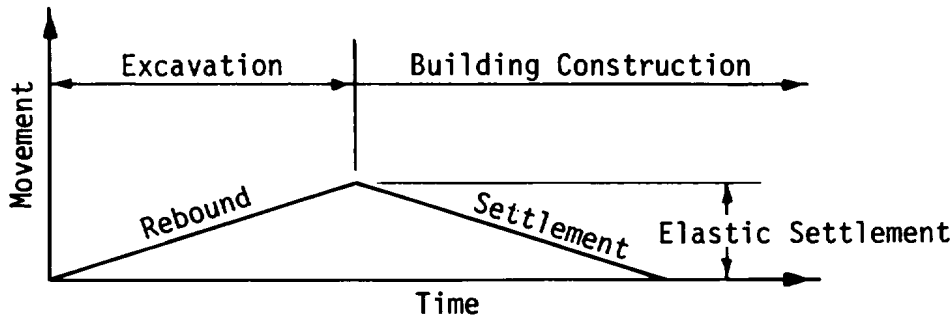 Excavation
Building Construction
Movement
Rebound
Settlement
Elastic Settlement
Time